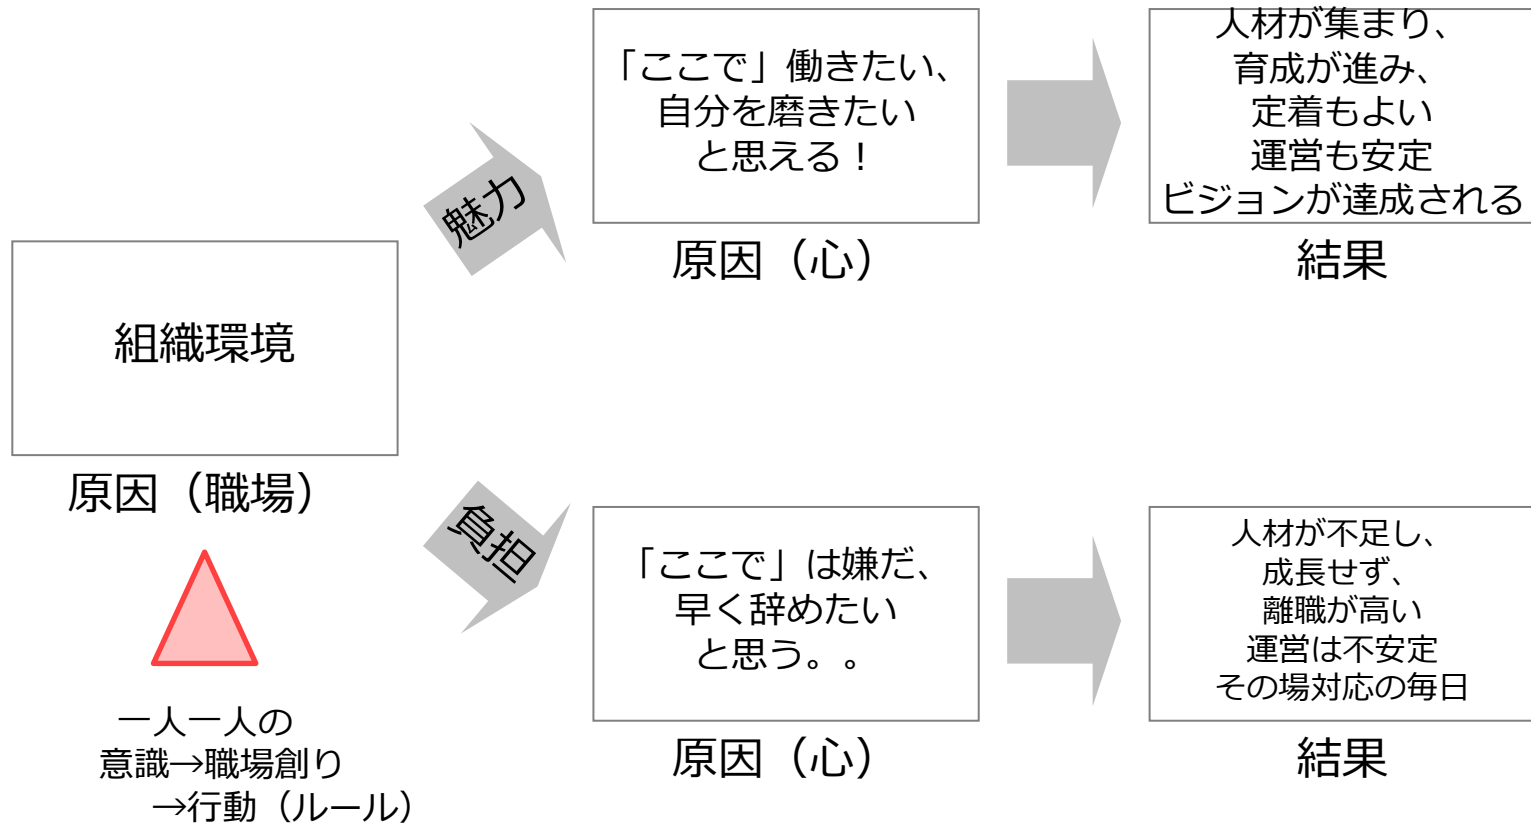 組織環境
原因（職場）
一人一人の
意識→職場創り
→行動（ルール）
魅力
「ここで」働きたい、
自分を磨きたい
と思える！
原因（心）
人材が集まり、
育成が進み、
定着もよい
運営も安定
ビジョンが達成される
結果
負担
「ここで」は嫌だ、
早く辞めたい
と思う。。
原因（心）
人材が不足し、
成長せず、
離職が高い
運営は不安定
その場対応の毎日
結果